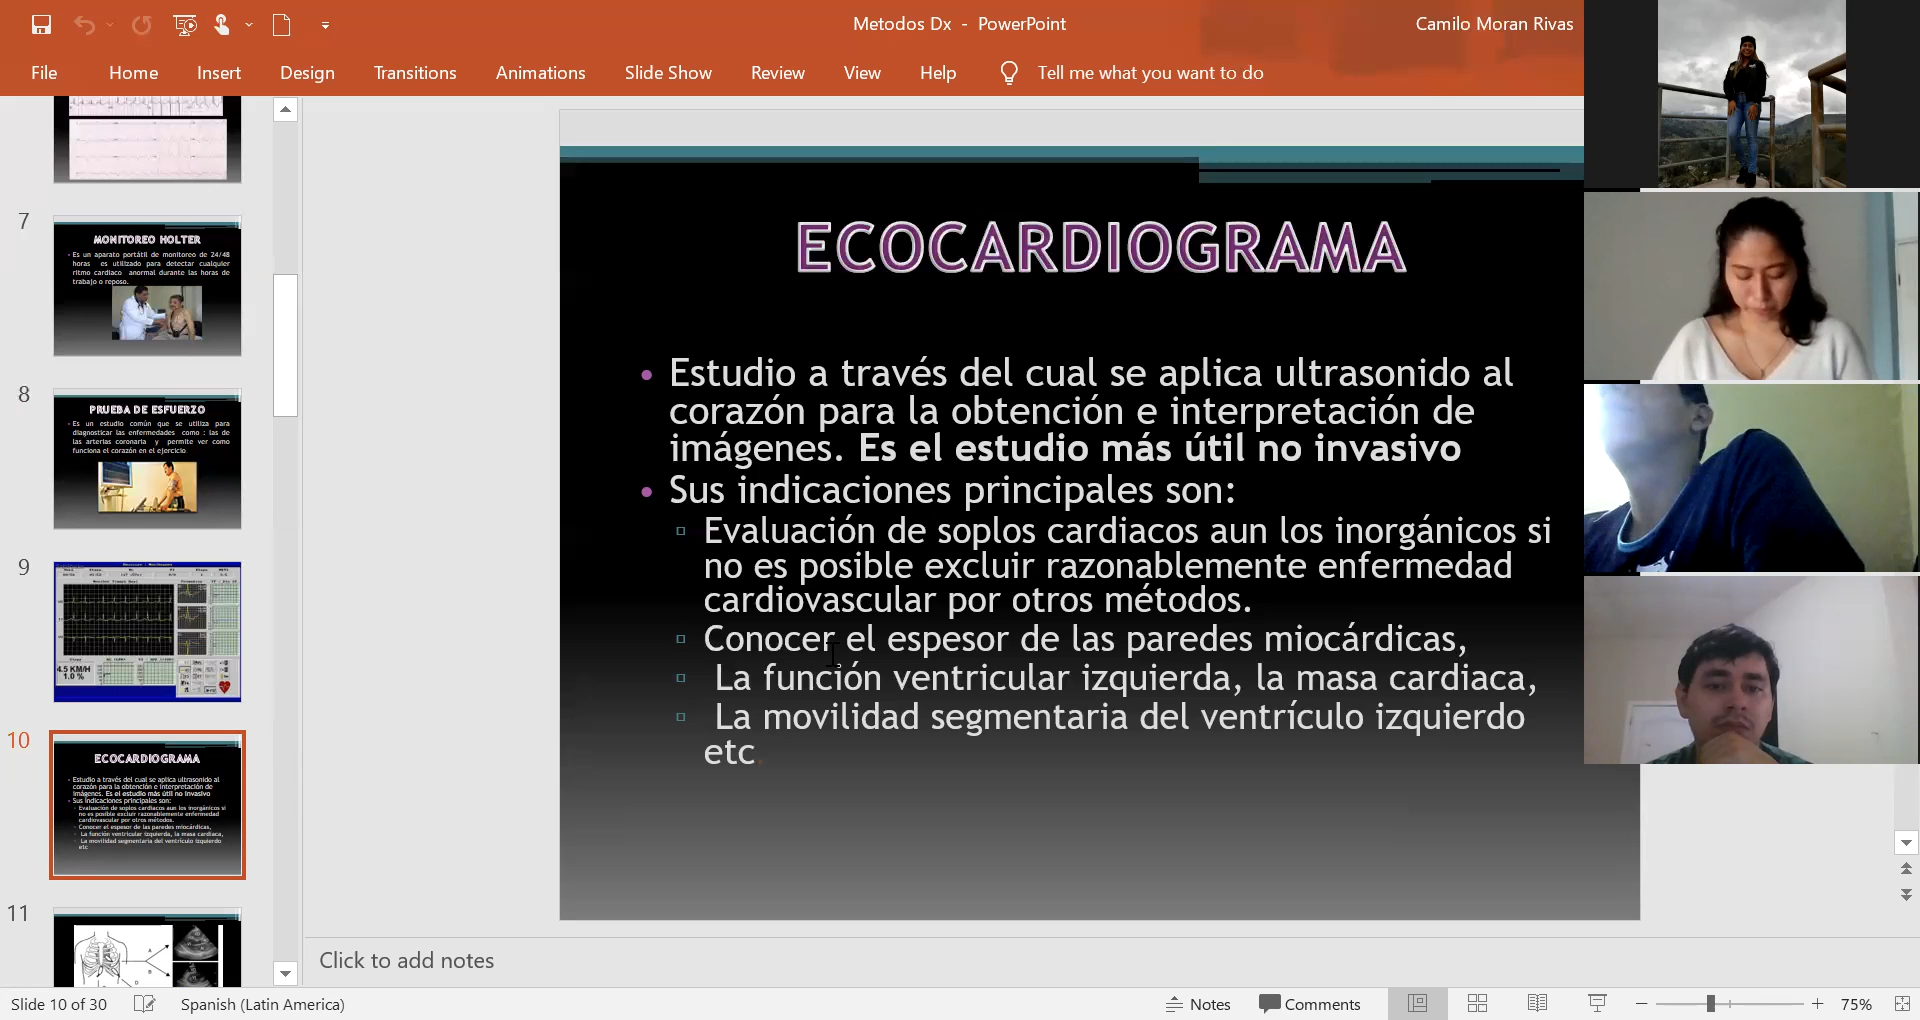 Metodos Dx - PowerPoint
Camilo Moran Rivas
File Home Insert Design Transitions Animations Slide Show Review View Help Tell me what you want to do
7
MONITOREO HOLTER
• Es un aparato portátil de monitoreo de 24/48
horas es utilizado para detectar cualquier
ritmo cardiaco anormal durante las horas de
trabajo o reposo.
8
PRUEBA DE ESFUERZO
• Es un estudio común que se utiliza para
diagnosticar las enfermedades como : las de
las arterias coronaria y permite ver como
funciona el corazón en el ejercicio
9
4.5 KM/H
1.0 %
10
ECOCARDIOGRAMA
• Estudio a través del cual se aplica ultrasonido al
corazón para la obtención e interpretación de
imágenes. Es el estudio más útil no invasivo
• Sus indicaciones principales son:
Evaluación de soplos cardiacos aun los inorgánicos si
no es posible excluir razonablemente enfermedad
cardiovascular por otros métodos.
Conocer el espesor de las paredes miocárdicas,
La función ventricular izquierda, la masa cardiaca,
La movilidad segmentaria del ventrículo izquierdo
etc
11
ECOCARDIOGRAMA
• Estudio a través del cual se aplica ultrasonido al
corazón para la obtención e interpretación de
imágenes. Es el estudio más útil no invasivo
• Sus indicaciones principales son:
Evaluación de soplos cardiacos aun los inorgánicos si
no es posible excluir razonablemente enfermedad
cardiovascular por otros métodos.
Conocer el espesor de las paredes miocárdicas,
La función ventricular izquierda, la masa cardiaca,
La movilidad segmentaria del ventrículo izquierdo
etc.
Click to add notes
Slide 10 of 30 Spanish (Latin America) Notes Comments 75%